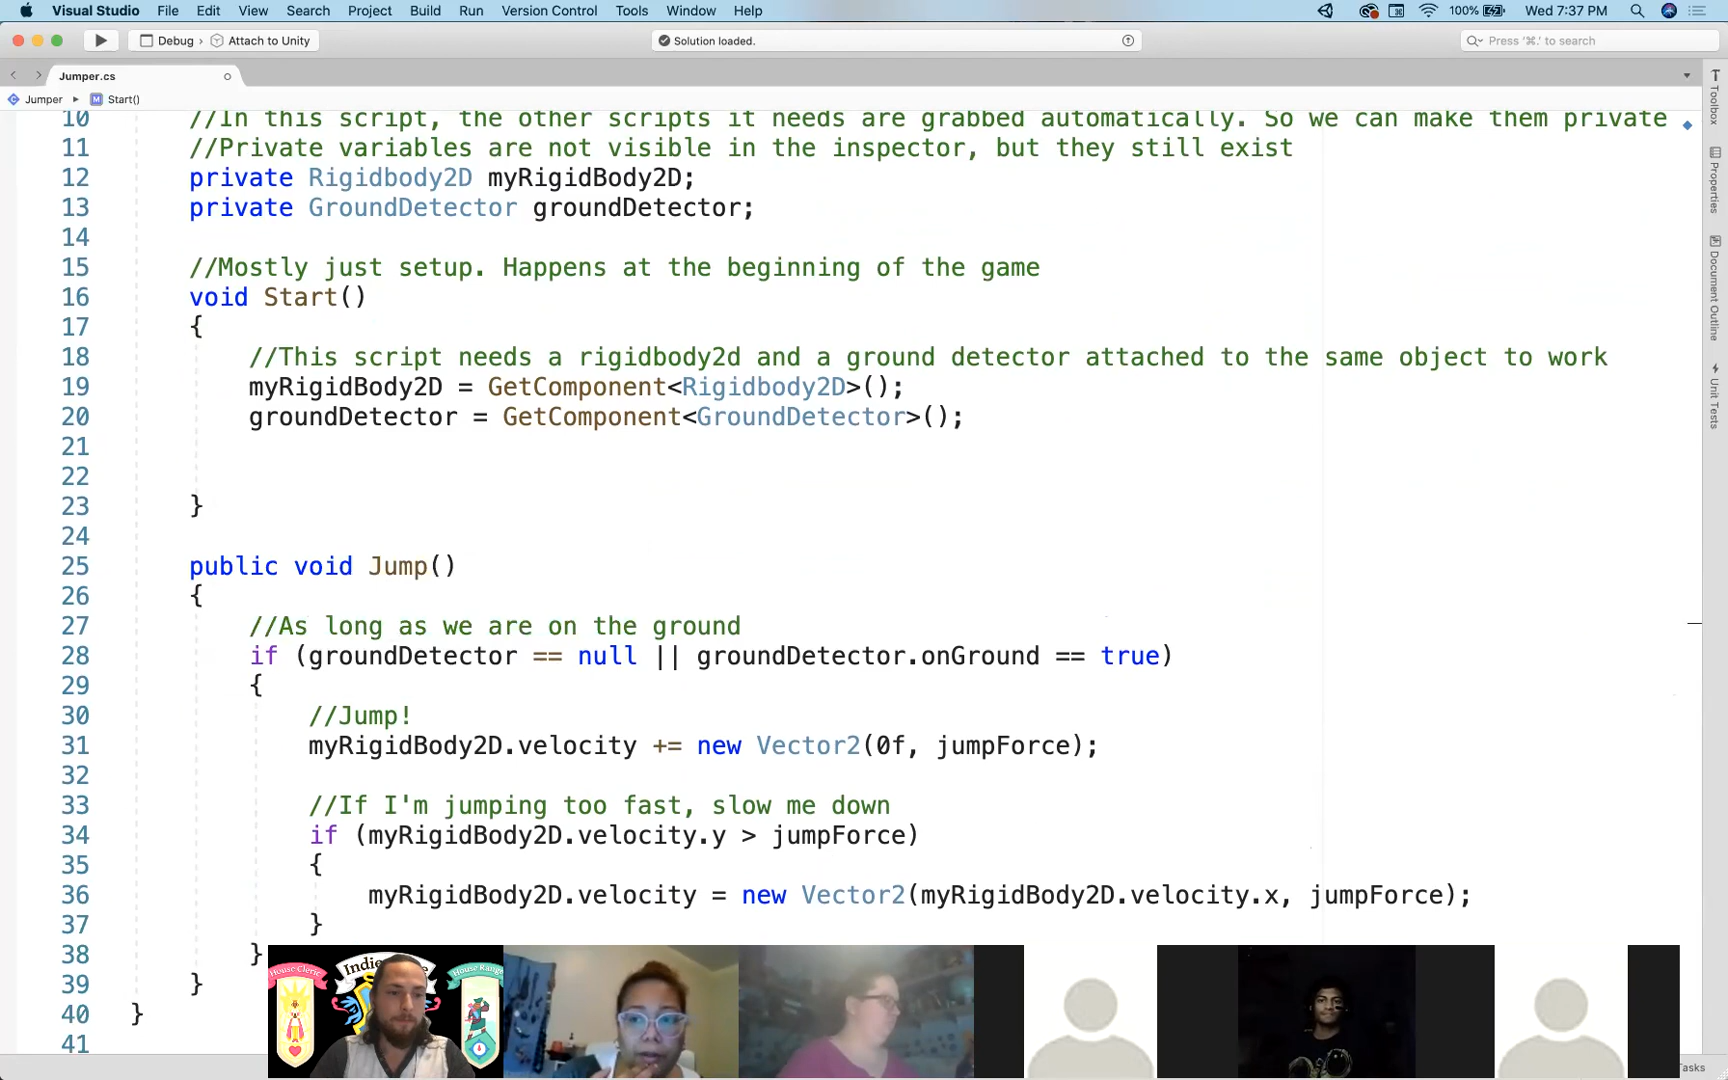 Visual Studio File Edit View Search Project Build Run Version Control Tools Window Help 100% Wed 7:37 PM
Debug › Attach to Unity Solution loaded. Press '⌘.' to search
Jumper.cs
Jumper ▸ M Start()
10 //In this script, the other scripts it needs are grabbed automatically. So we can make them private
11 //Private variables are not visible in the inspector, but they still exist
12 private Rigidbody2D myRigidBody2D;
13 private GroundDetector groundDetector;
14
15 //Mostly just setup. Happens at the beginning of the game
16 void Start()
17 {
18 //This script needs a rigidbody2d and a ground detector attached to the same object to work
19 myRigidBody2D = GetComponent<Rigidbody2D>();
20 groundDetector = GetComponent<GroundDetector>();
21
22
23 }
24
25 public void Jump()
26 {
27 //As long as we are on the ground
28 if (groundDetector == null || groundDetector.onGround == true)
29 {
30 //Jump!
31 myRigidBody2D.velocity += new Vector2(0f, jumpForce);
32
33 //If I'm jumping too fast, slow me down
34 if (myRigidBody2D.velocity.y > jumpForce)
35 {
36 myRigidBody2D.velocity = new Vector2(myRigidBody2D.velocity.x, jumpForce);
37 }
38 }
39 }
40 }
41
Toolbox
Properties
Document Outline
Unit Tests
House Cleric
House Rang
Tasks